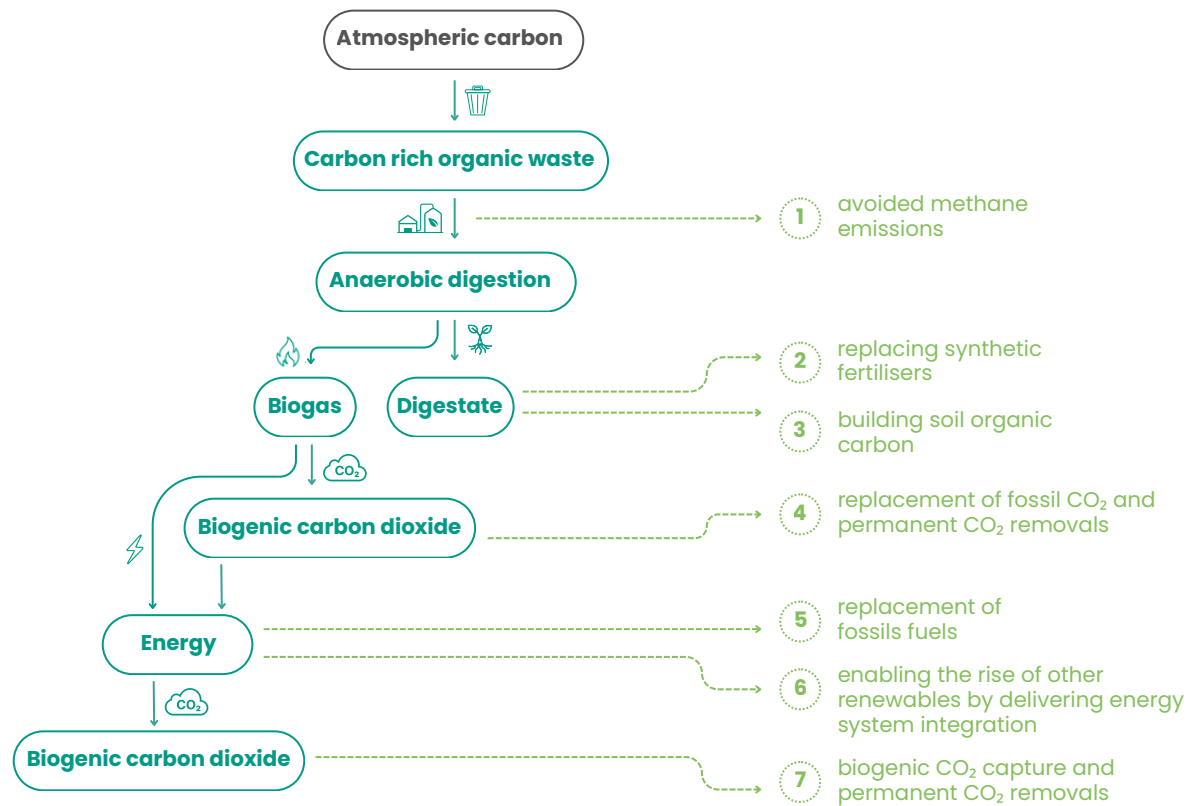 Atmospheric carbon
Carbon rich organic waste
1
avoided methane
emissions
Anaerobic digestion
2
replacing synthetic
fertilisers
Biogas
Digestate
3
building soil organic
carbon
CO₂
Biogenic carbon dioxide
4
replacement of fossil CO₂ and
permanent CO₂ removals
5
replacement of
fossils fuels
Energy
6
enabling the rise of other
renewables by delivering energy
system integration
CO₂
Biogenic carbon dioxide
7
biogenic CO₂ capture and
permanent CO₂ removals